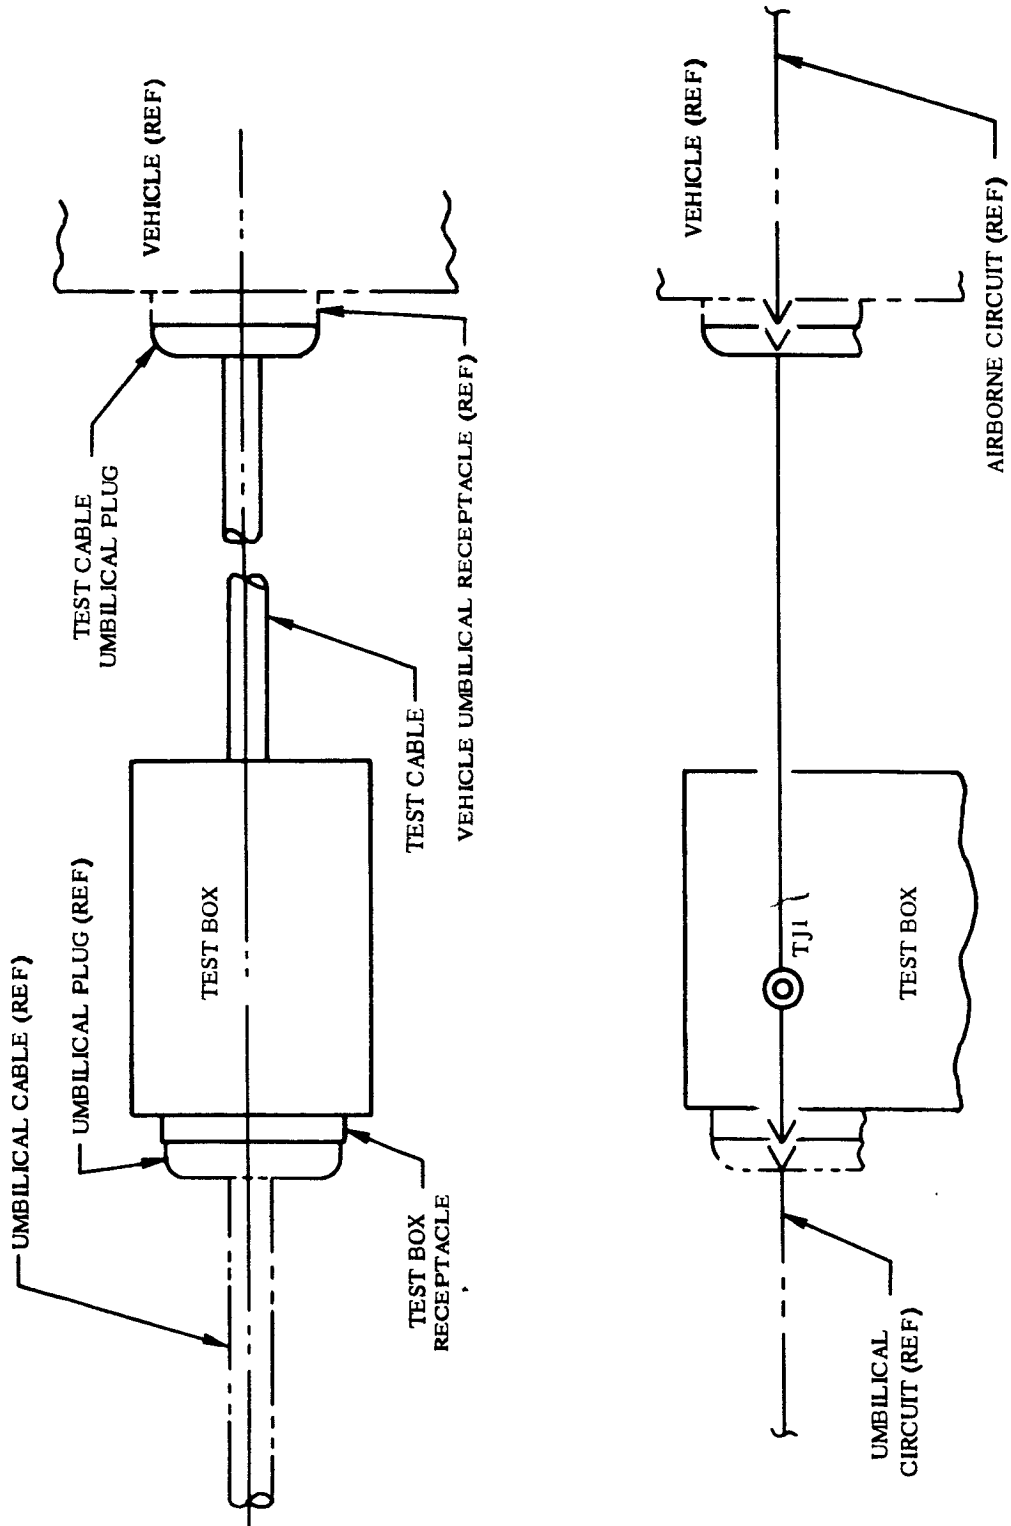 UMBILICAL CABLE (REF)
UMBILICAL PLUG (REF)
TEST CABLE
UMBILICAL PLUG
VEHICLE (REF)
TEST BOX
TEST BOX
RECEPTACLE
TEST CABLE
VEHICLE UMBILICAL RECEPTACLE (REF)
VEHICLE (REF)
TJ1
TEST BOX
UMBILICAL
CIRCUIT (REF)
AIRBORNE CIRCUIT (REF)